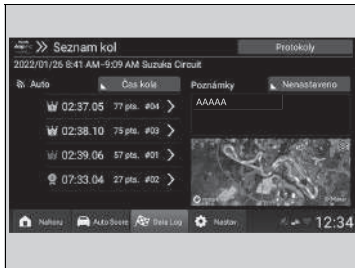 >> Seznam kol
Protokoly
2022/01/26 8:41 AM-9:09 AM Suzuka Circuit
Auto
Čas kola
Poznámky
Nenastaveno
AAAAA
02:37.05 77 pts. #04 >
02:38.10 75 pts. #03 >
02:39.06 57 pts. #01 >
07:33.04 27 pts. #02 >
Nahoru
Auto Score
Data Log
Nastav
12:34